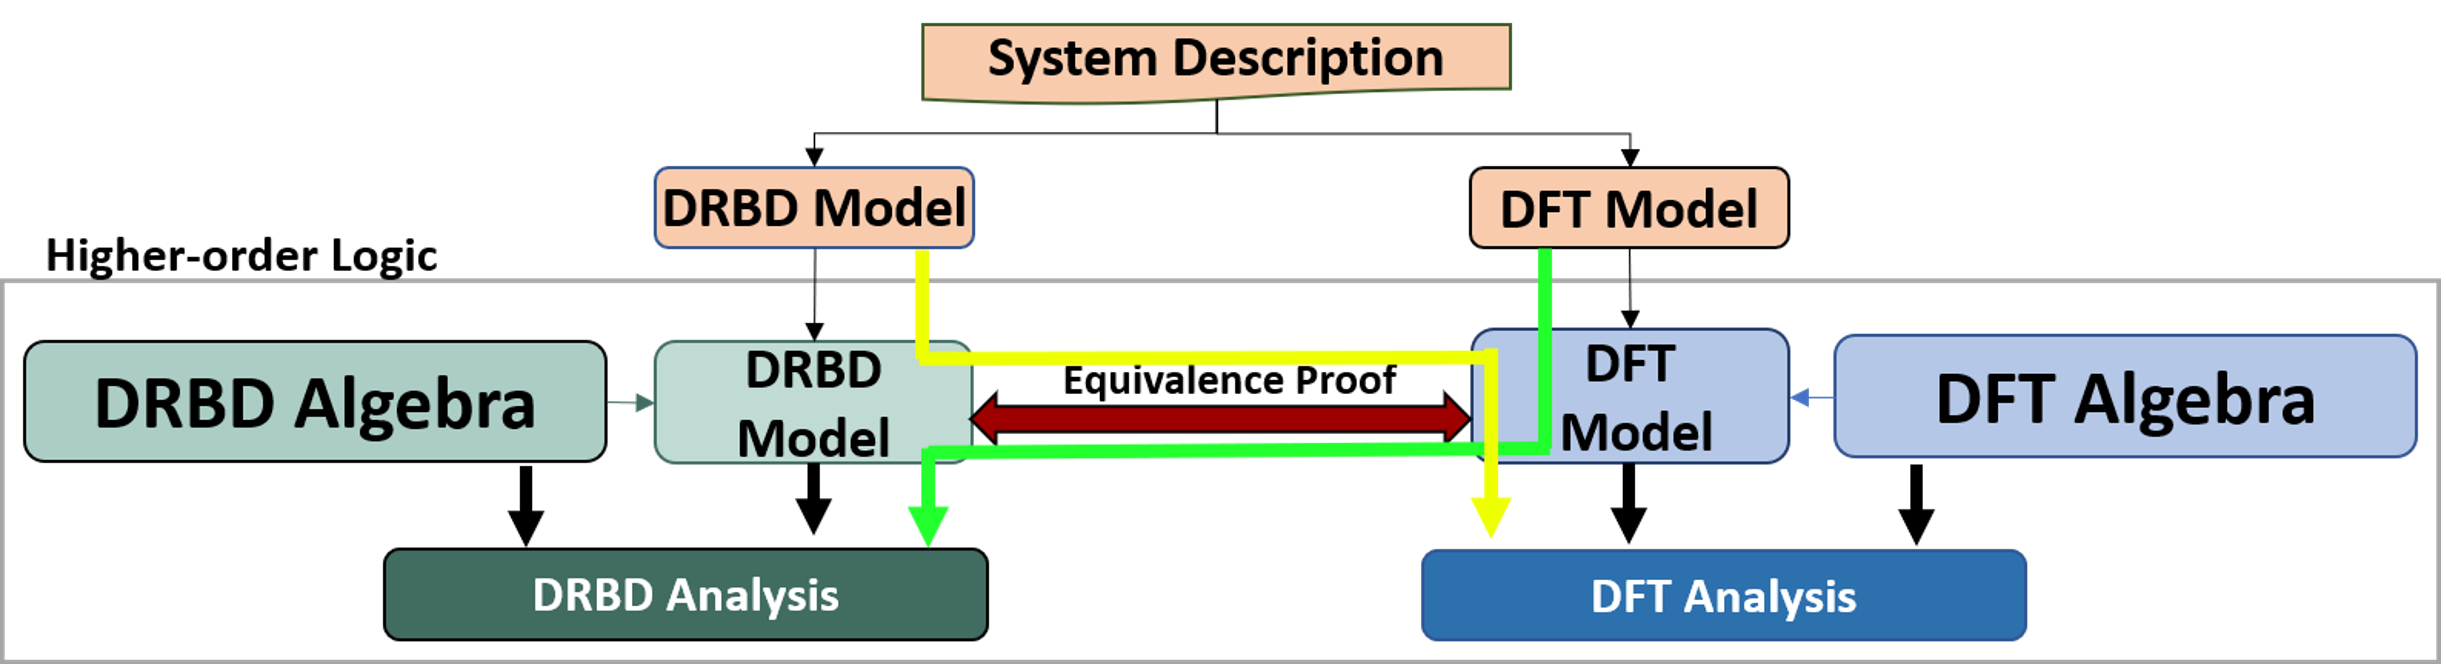 System Description
DRBD Model
DFT Model
Higher-order Logic
DRBD Algebra
DRBD
Model
Equivalence Proof
DFT
Model
DFT Algebra
DRBD Analysis
DFT Analysis